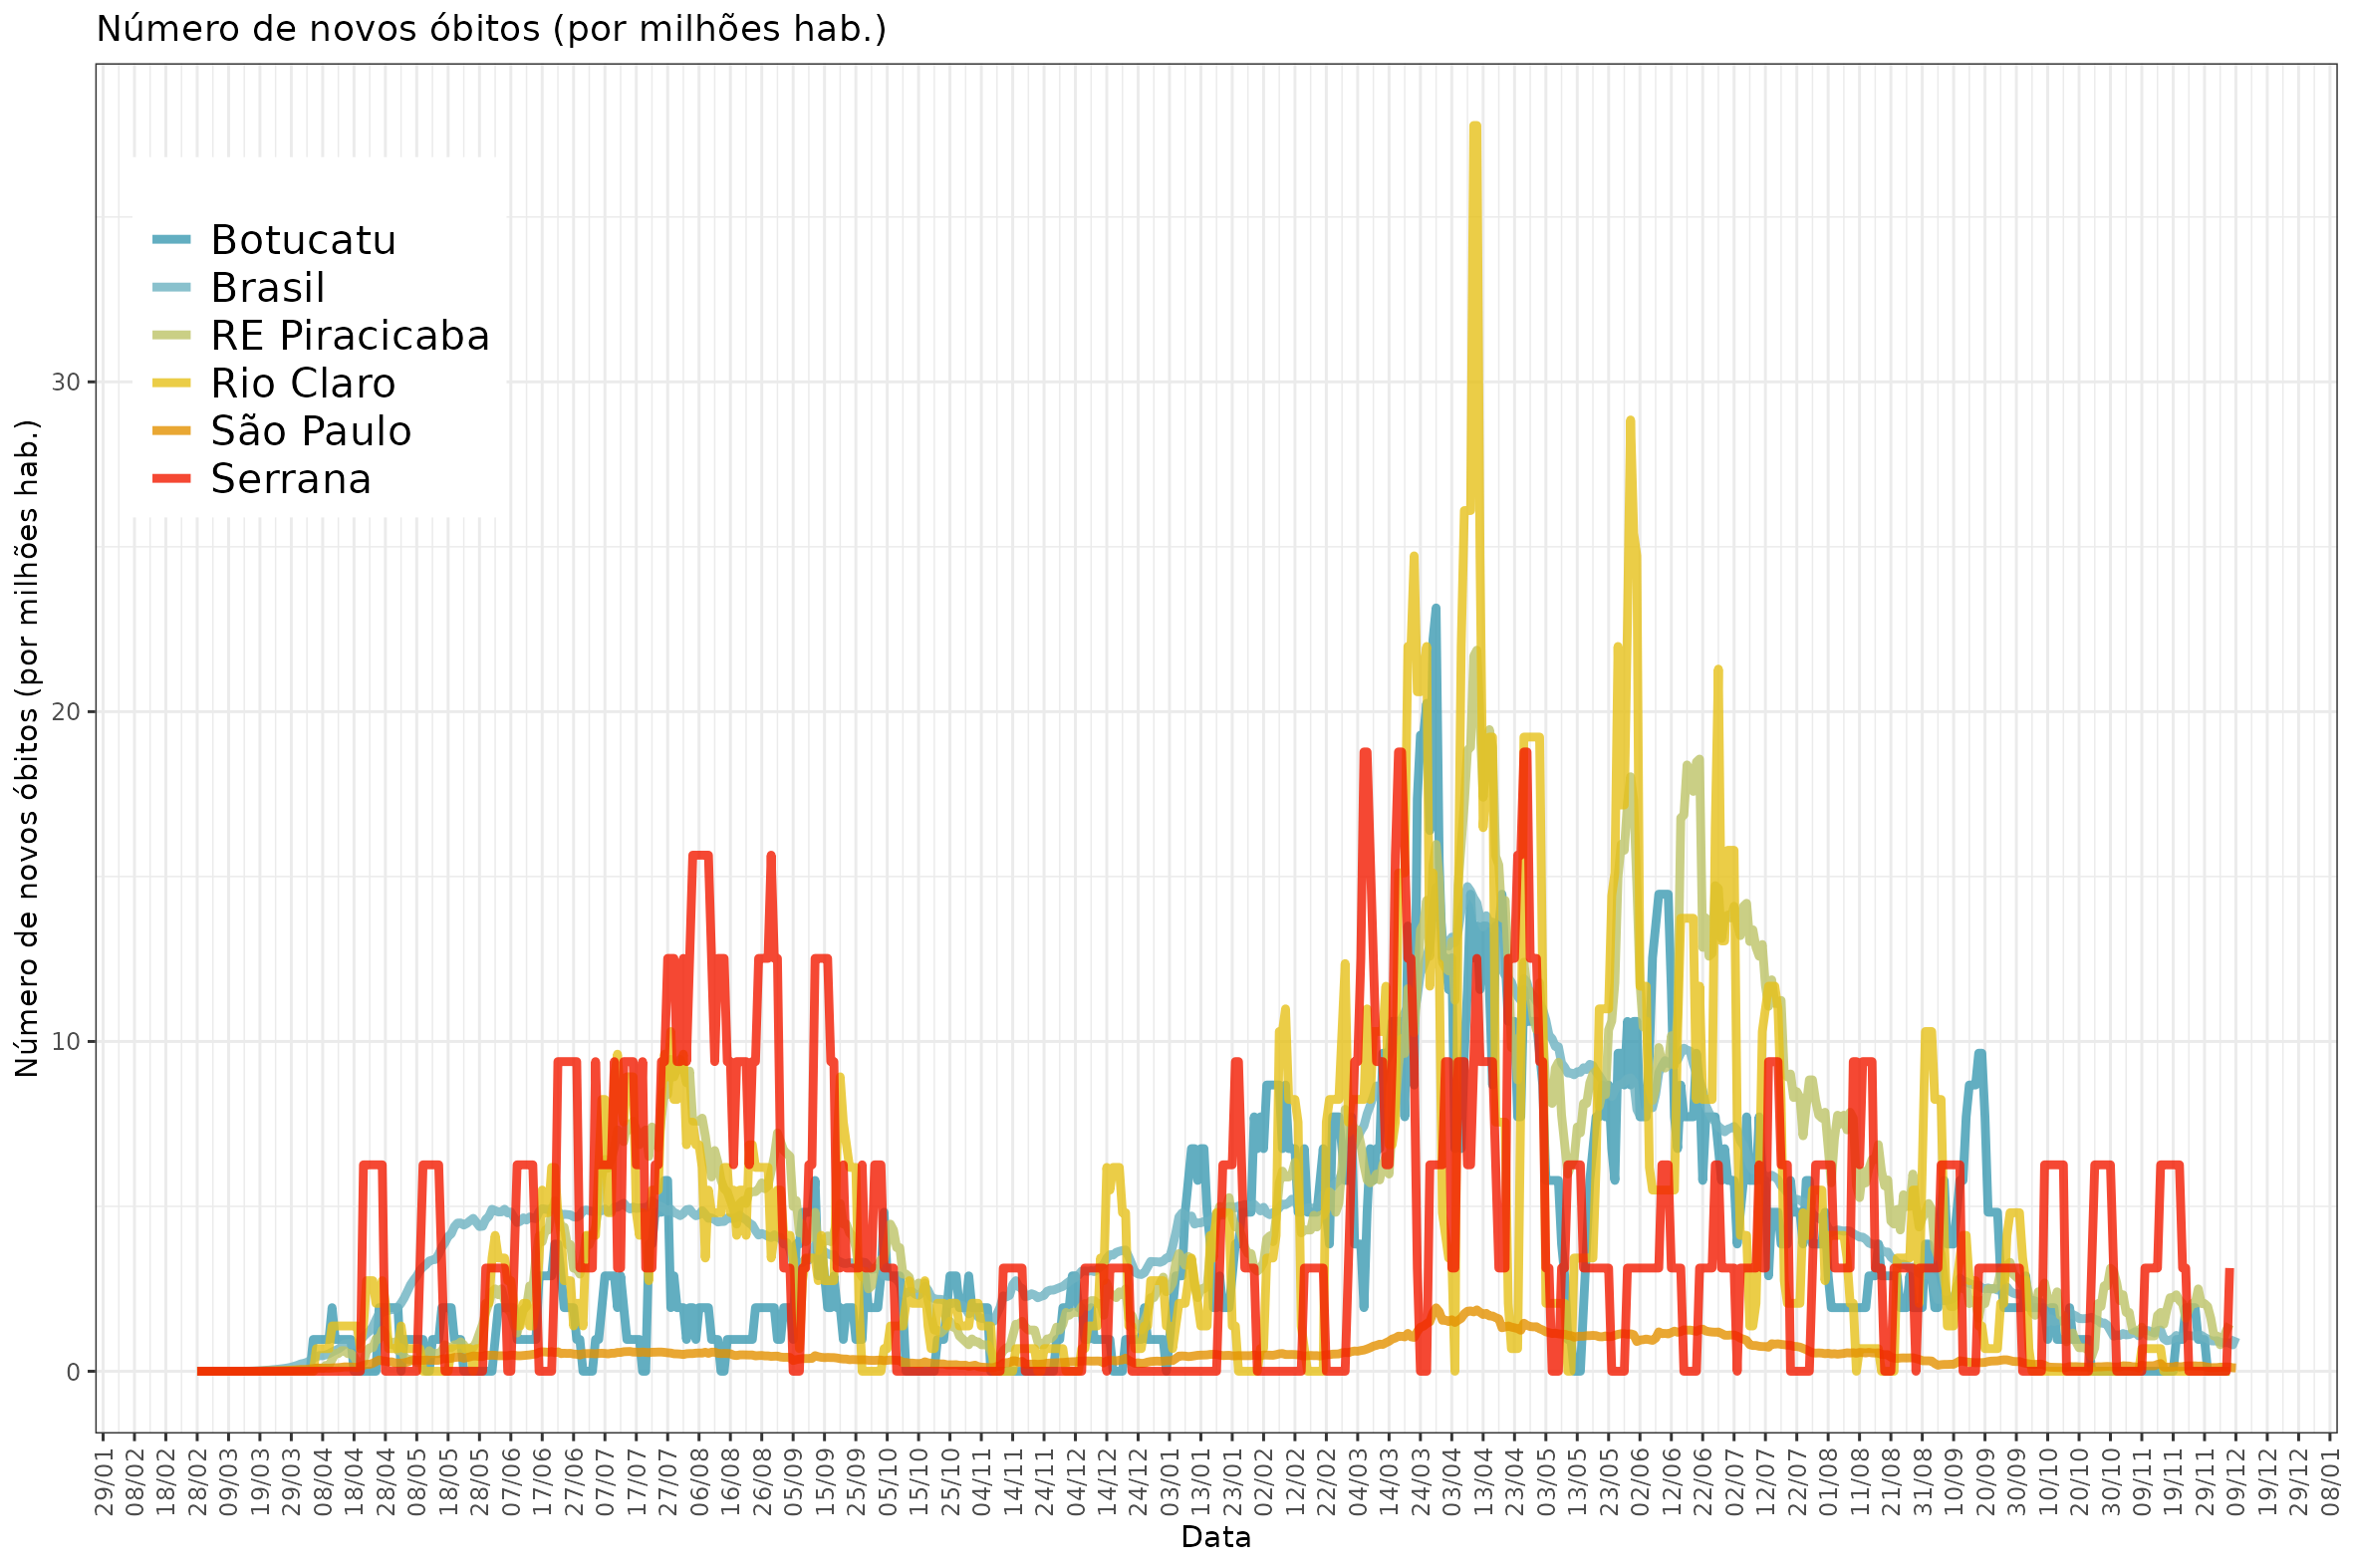 Número de novos óbitos (por milhões hab.)
Número de novos óbitos (por milhões hab.)
Botucatu
Brasil
RE Piracicaba
Rio Claro
São Paulo
Serrana
30
20
10
0
29/01 08/02 18/02 28/02 09/03 19/03 29/03 08/04 18/04 28/04 08/05 18/05 28/05 07/06 17/06 27/06 07/07 17/07 27/07 06/08 16/08 26/08 05/09 15/09 25/09 05/10 15/10 25/10 04/11 14/11 24/11 04/12 14/12 24/12 03/01 13/01 23/01 02/02 12/02 22/02 04/03 14/03 24/03 03/04 13/04 23/04 03/05 13/05 23/05 02/06 12/06 22/06 02/07 12/07 22/07 01/08 11/08 21/08 31/08 10/09 20/09 30/09 10/10 20/10 30/10 09/11 19/11 29/11 09/12 19/12 29/12 08/01
Data